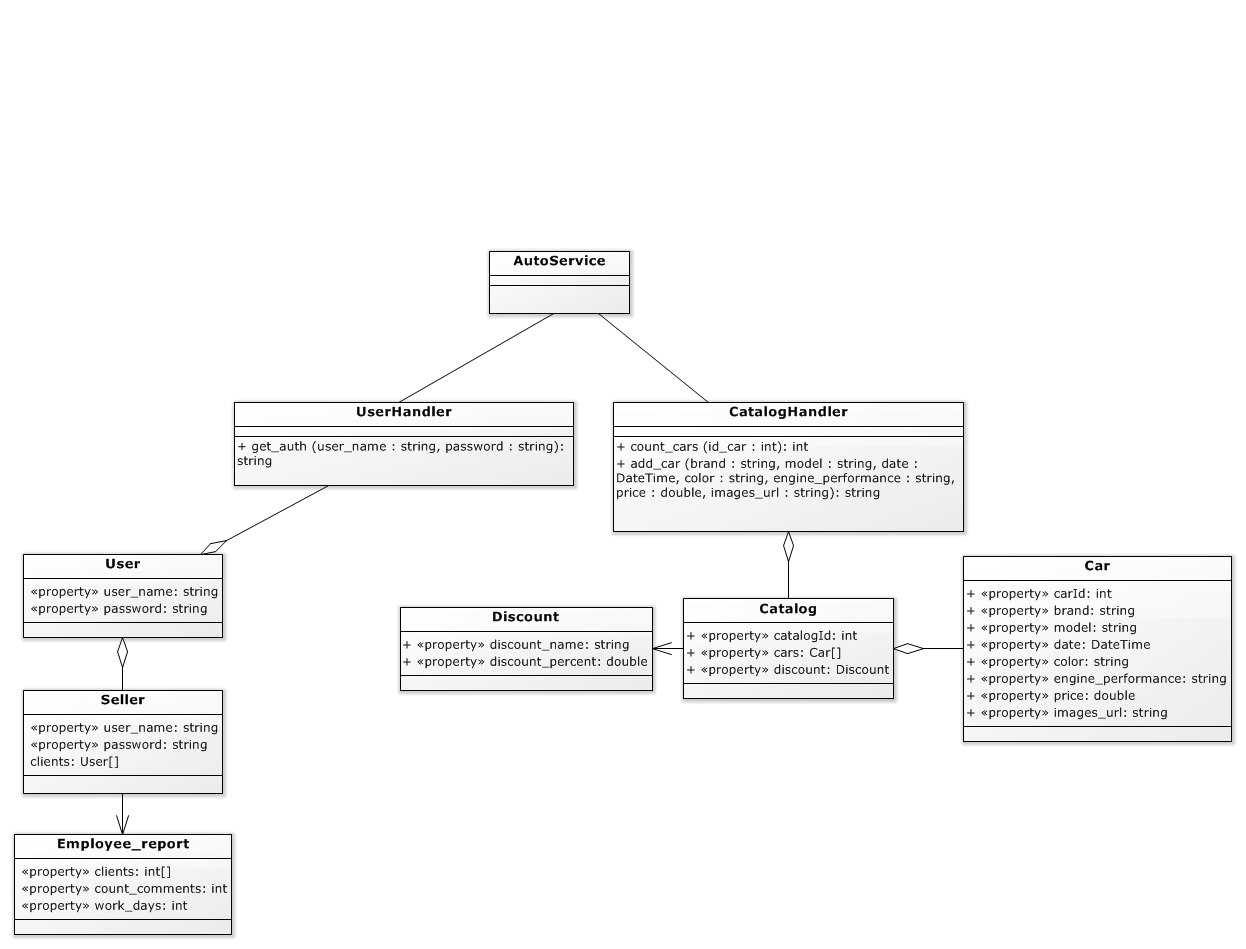 AutoService
UserHandler
+ get_auth (user_name : string, password : string):
string
CatalogHandler
+ count_cars (id_car : int): int
+ add_car (brand : string, model : string, date :
DateTime, color : string, engine_performance : string,
price : double, images_url : string): string
User
«property» user_name: string
«property» password: string
Discount
+ «property» discount_name: string
+ «property» discount_percent: double
Catalog
+ «property» catalogId: int
+ «property» cars: Car[]
+ «property» discount: Discount
Car
+ «property» carId: int
+ «property» brand: string
+ «property» model: string
+ «property» date: DateTime
+ «property» color: string
+ «property» engine_performance: string
+ «property» price: double
+ «property» images_url: string
Seller
«property» user_name: string
«property» password: string
clients: User[]
Employee_report
«property» clients: int[]
«property» count_comments: int
«property» work_days: int